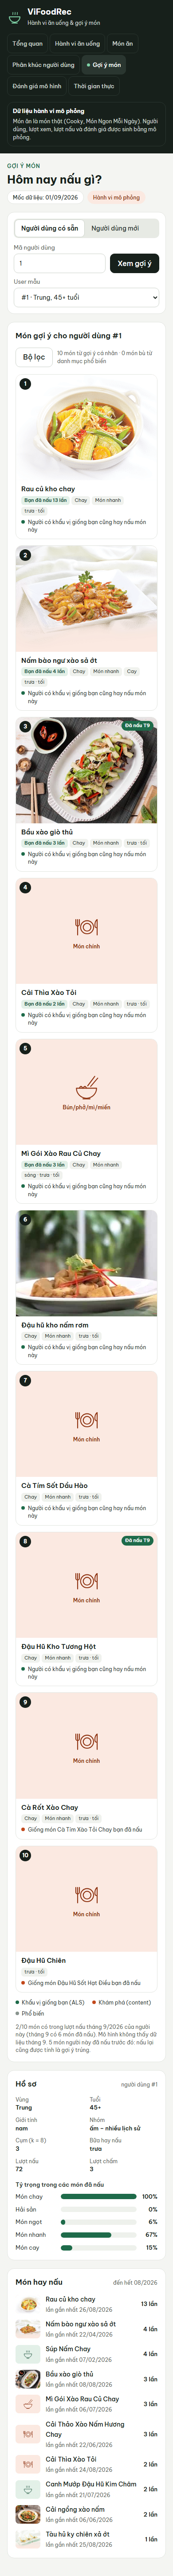 ViFoodRec
Hành vi ăn uống & gợi ý món
Tổng quan
Hành vi ăn uống
Món ăn
Phân khúc người dùng
Gợi ý món
Đánh giá mô hình
Thời gian thực
Dữ liệu hành vi mô phỏng
Món ăn là món thật (Cooky, Món Ngon Mỗi Ngày). Người
dùng, lượt xem, lượt nấu và đánh giá được sinh bằng mô
phỏng.
GỢI Ý MÓN
Hôm nay nấu gì?
Mốc dữ liệu: 01/09/2026
Hành vi mô phỏng
Người dùng có sẵn
Người dùng mới
Mã người dùng
1
Xem gợi ý
User mẫu
#1 · Trung, 45+ tuổi
Món gợi ý cho người dùng #1
Bộ lọc
10 món từ gợi ý cá nhân · 0 món bù từ
danh mục phổ biến
1
Rau củ kho chay
Bạn đã nấu 13 lần
Chay
Món nhanh
trưa · tối
Người có khẩu vị giống bạn cũng hay nấu món
này
2
Nấm bào ngư xào sả ớt
Bạn đã nấu 4 lần
Chay
Món nhanh
Cay
trưa · tối
Người có khẩu vị giống bạn cũng hay nấu món
này
3
Đã nấu T9
Bầu xào giò thủ
Bạn đã nấu 3 lần
Chay
Món nhanh
trưa · tối
Người có khẩu vị giống bạn cũng hay nấu món
này
4
Món chính
Cải Thìa Xào Tỏi
Bạn đã nấu 2 lần
Chay
Món nhanh
trưa · tối
Người có khẩu vị giống bạn cũng hay nấu món
này
5
Bún/phở/mì/miến
Mì Gói Xào Rau Củ Chay
Bạn đã nấu 3 lần
Chay
Món nhanh
sáng · trưa · tối
Người có khẩu vị giống bạn cũng hay nấu món
này
6
Đậu hũ kho nấm rơm
Chay
Món nhanh
trưa · tối
Người có khẩu vị giống bạn cũng hay nấu món
này
7
Món chính
Cà Tím Sốt Dầu Hào
Chay
Món nhanh
trưa · tối
Người có khẩu vị giống bạn cũng hay nấu món
này
8
Đã nấu T9
Món chính
Đậu Hũ Kho Tương Hột
Chay
Món nhanh
trưa · tối
Người có khẩu vị giống bạn cũng hay nấu món
này
9
Món chính
Cà Rốt Xào Chay
Chay
Món nhanh
trưa · tối
Giống món Cà Tím Xào Tỏi Chay bạn đã nấu
10
Món chính
Đậu Hũ Chiên
trưa · tối
Giống món Đậu Hũ Sốt Hạt Điều bạn đã nấu
Khẩu vị giống bạn (ALS)
Khám phá (content)
Phổ biến
2/10 món có trong lượt nấu tháng 9/2026 của người
này (tháng 9 có 6 món đã nấu). Mô hình không thấy dữ
liệu tháng 9. 5 món người này đã nấu trước đó: nấu lại
cũng được tính là gợi ý trúng.
Hồ sơ
người dùng #1
Vùng
Trung
Tuổi
45+
Giới tính
nam
Nhóm
ấm – nhiều lịch sử
Cụm (k = 8)
3
Bữa hay nấu
trưa
Lượt nấu
72
Lượt chấm
3
Tỷ trọng trong các món đã nấu
Món chay
100%
Hải sản
0%
Món ngọt
6%
Món nhanh
67%
Món cay
15%
Món hay nấu
đến hết 08/2026
Rau củ kho chay
lần gần nhất 26/08/2026
13 lần
Nấm bào ngư xào sả ớt
lần gần nhất 22/04/2026
4 lần
Súp Nấm Chay
lần gần nhất 07/02/2026
4 lần
Bầu xào giò thủ
lần gần nhất 08/08/2026
3 lần
Mì Gói Xào Rau Củ Chay
lần gần nhất 06/07/2026
3 lần
Cải Thảo Xào Nấm Hương
Chay
lần gần nhất 22/06/2026
3 lần
Cải Thìa Xào Tỏi
lần gần nhất 24/08/2026
2 lần
Canh Mướp Đậu Hũ Kim Châm
lần gần nhất 21/07/2026
2 lần
Cải ngồng xào nấm
lần gần nhất 06/06/2026
2 lần
Tàu hủ ky chiên xả ớt
lần gần nhất 25/08/2026
1 lần